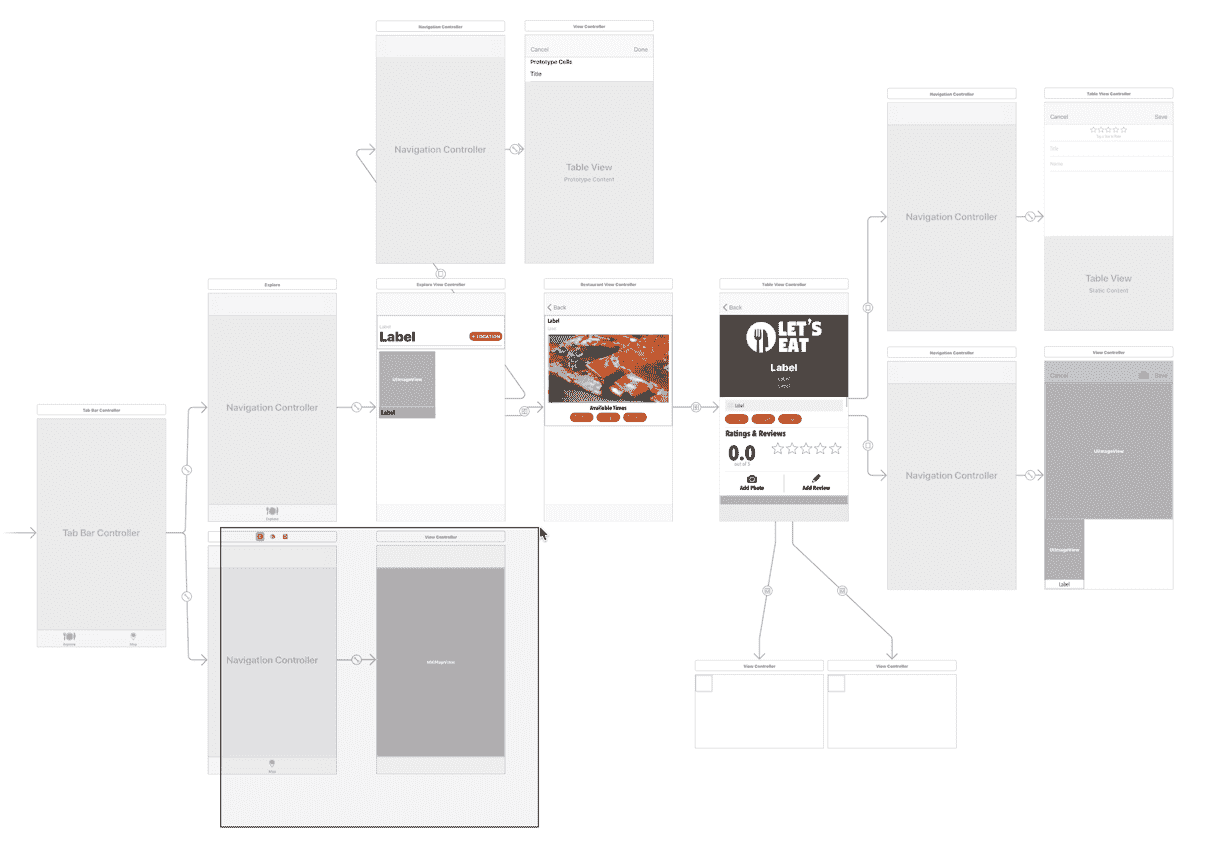 Navigation Controller
View Controller
Cancel
Done
Prototype Cells
Title
Navigation Controller
Table View
Prototype Content
Navigation Controller
Table View Controller
Cancel
Save
Title
Navigation Controller
Table View
Static Content
Explore
Explore View Controller
Restaurant View Controller
Table View Controller
Back
Back
Label
Label
+ LOCATION
Label
LET'S
EAT
Label
UIImageView
Label
Navigation Controller
Available Times
Label
Ratings & Reviews
0.0
out of 5
Add Photo
Add Review
Explore
Navigation Controller
View Controller
Cancel
Save
UIImageView
Navigation Controller
UIImageView
Label
Tab Bar Controller
Tab Bar Controller
Explore
Map
View Controller
Navigation Controller
MKMapView
Map
View Controller
View Controller